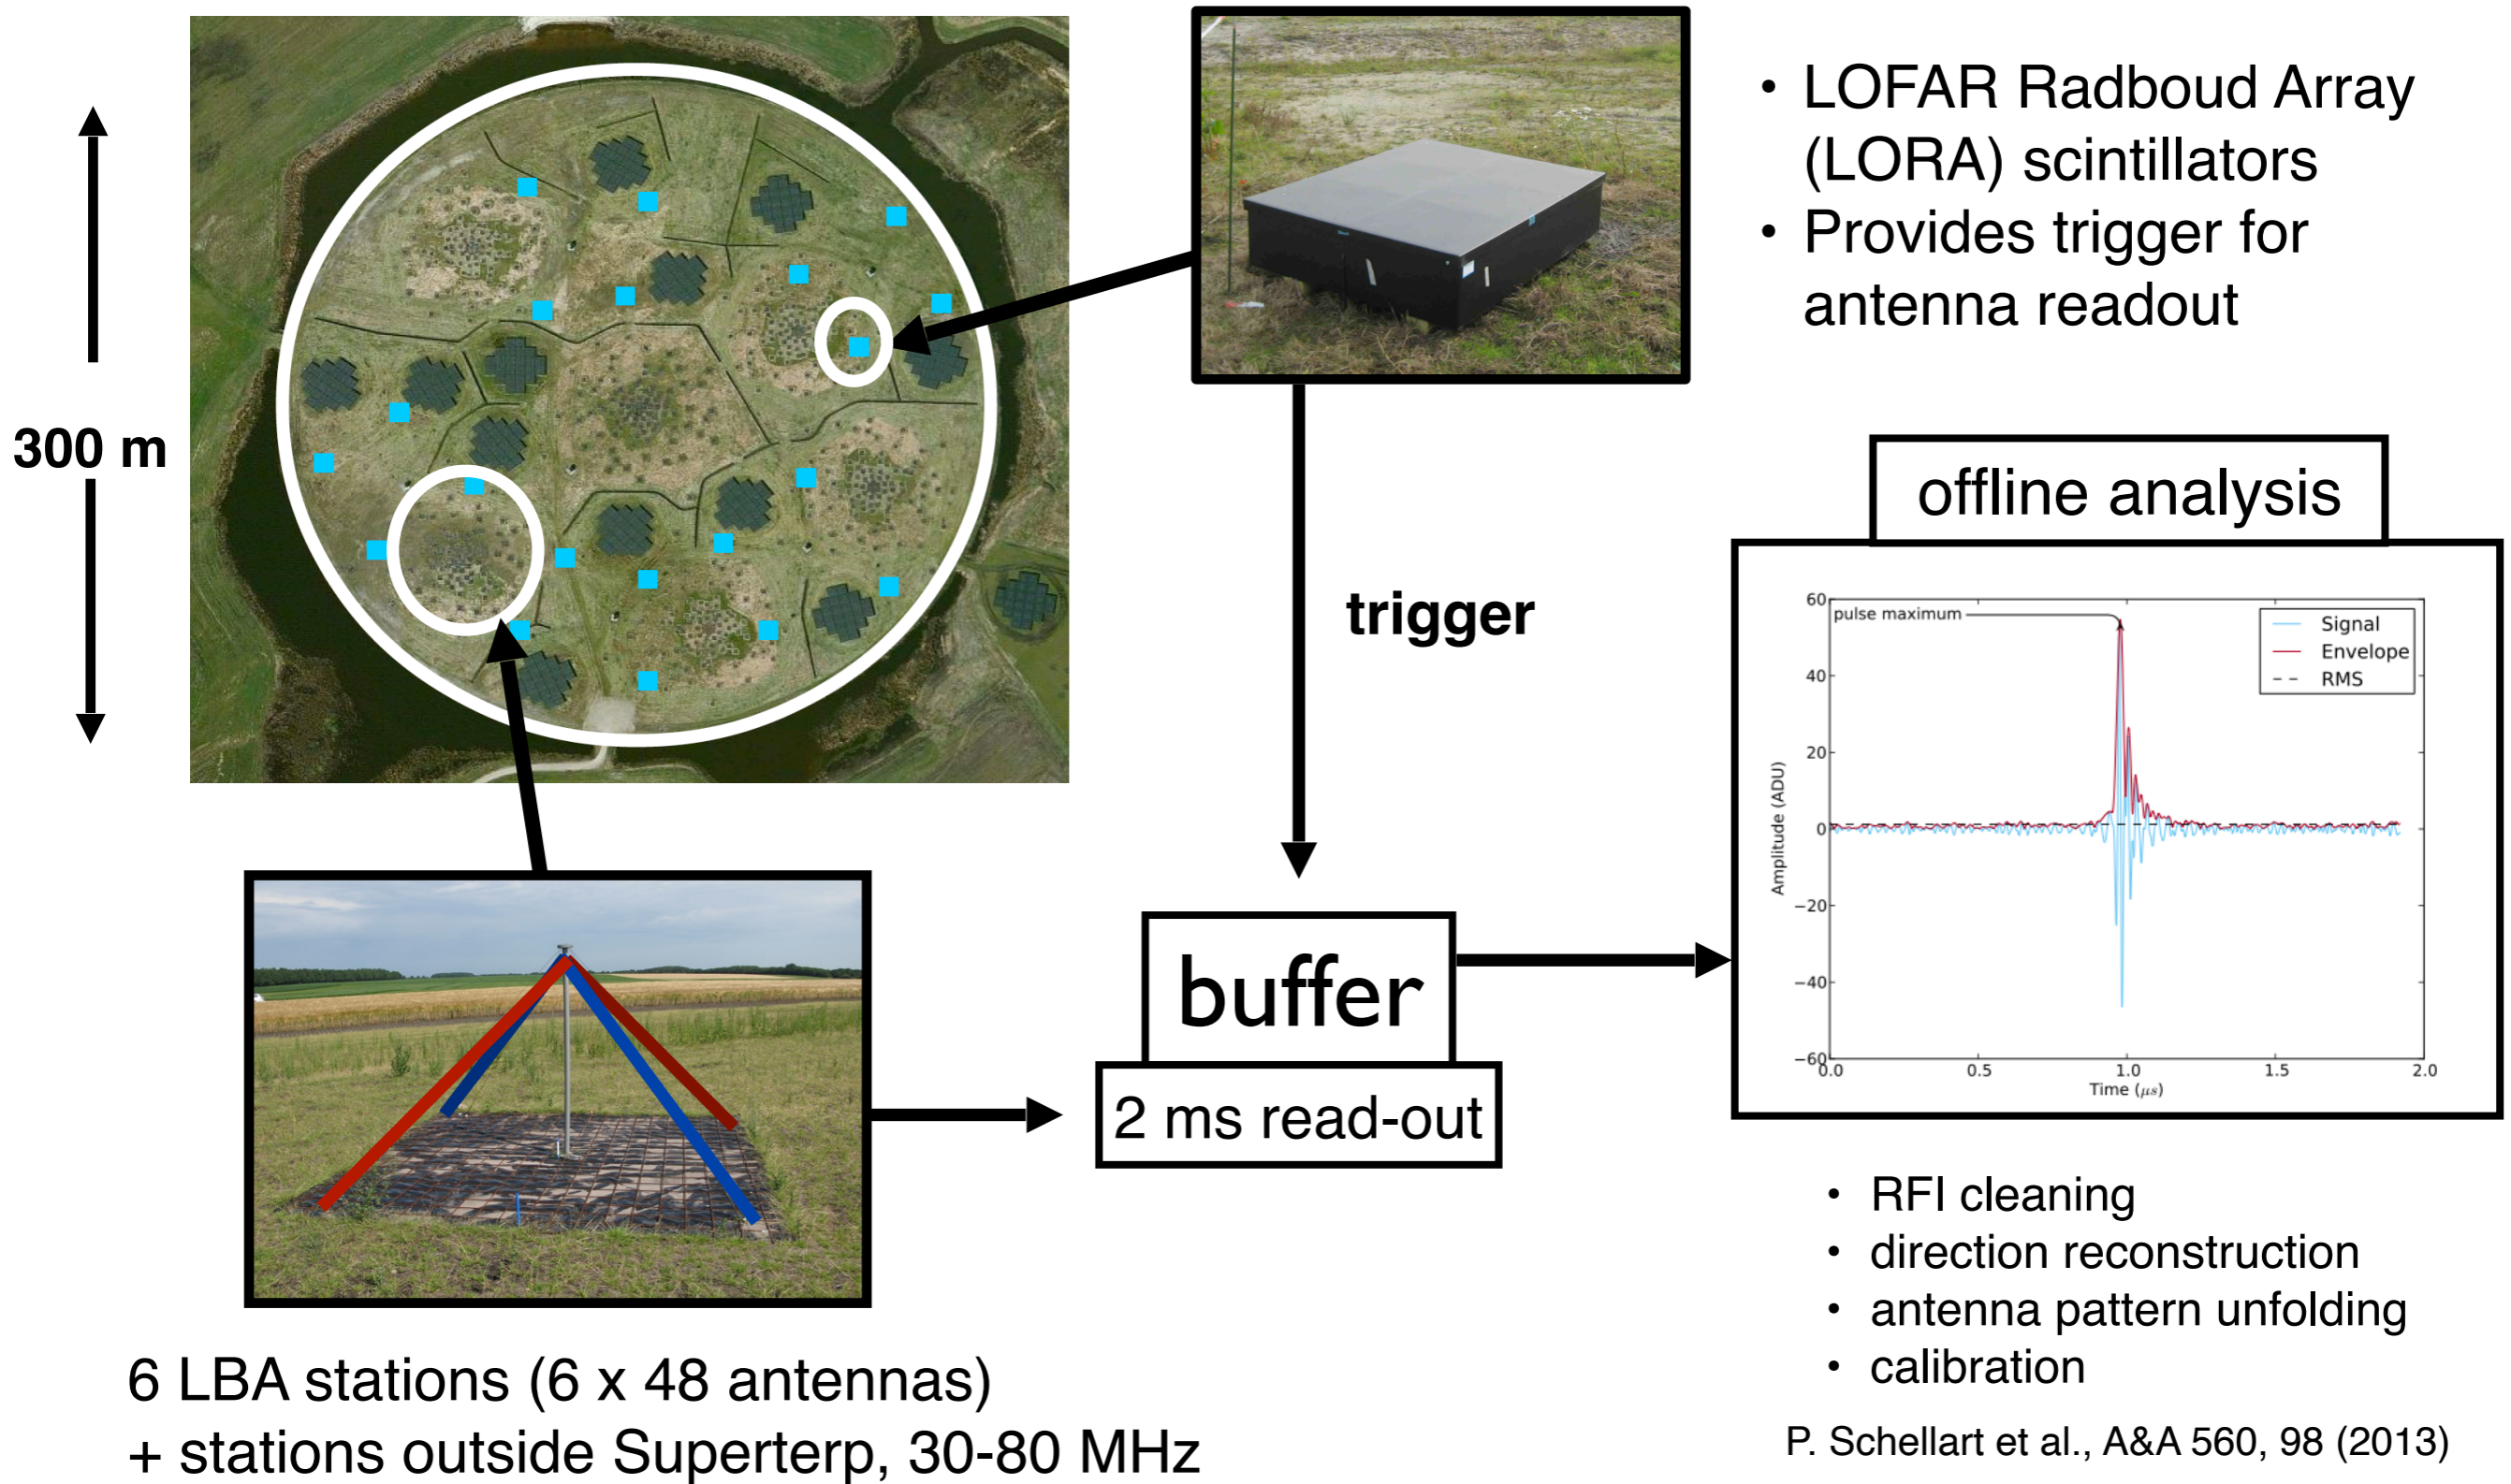 • LOFAR Radboud Array
(LORA) scintillators
• Provides trigger for
antenna readout
300 m
trigger
offline analysis
60
40
20
0
−20
−40
−60
pulse maximum
Signal
Envelope
RMS
Amplitude (ADU)
0.0 0.5 1.0 1.5 2.0
Time (μs)
buffer
2 ms read-out
• RFI cleaning
• direction reconstruction
• antenna pattern unfolding
• calibration
6 LBA stations (6 x 48 antennas)
+ stations outside Superterp, 30-80 MHz
P. Schellart et al., A&A 560, 98 (2013)